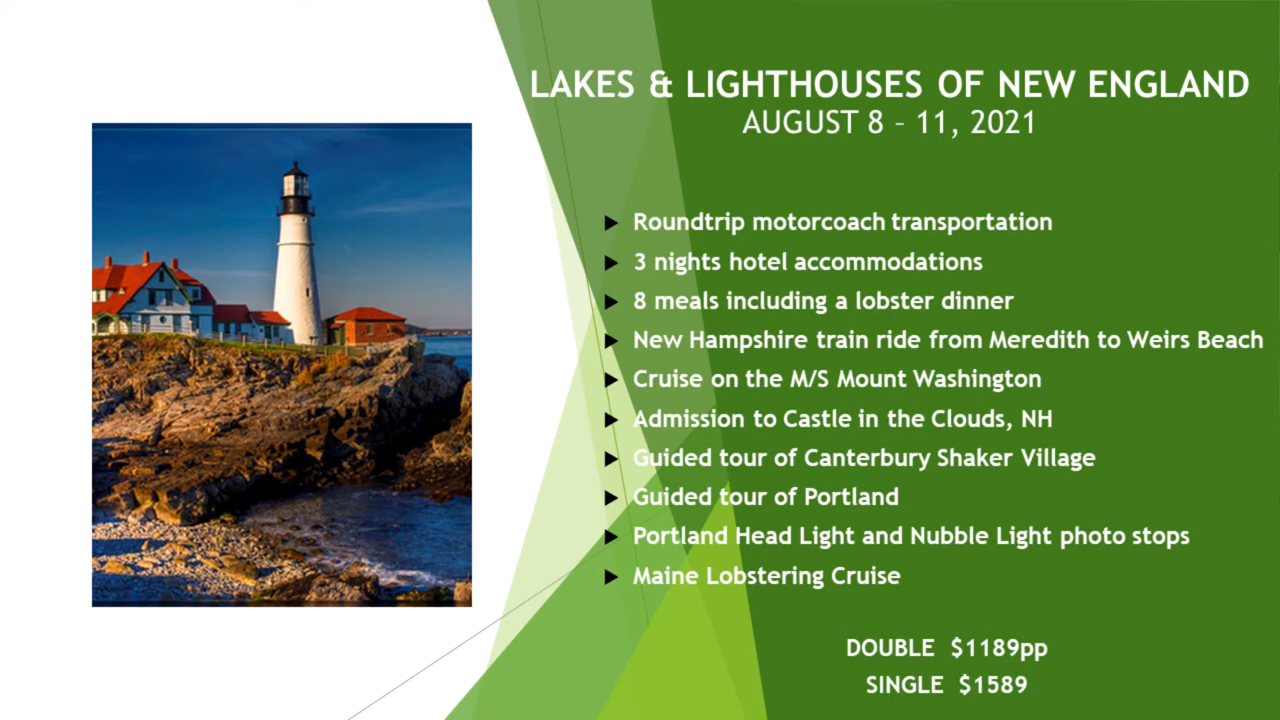 LAKES & LIGHTHOUSES OF NEW ENGLAND
AUGUST 8 – 11, 2021
Roundtrip motorcoach transportation
3 nights hotel accommodations
8 meals including a lobster dinner
New Hampshire train ride from Meredith to Weirs Beach
Cruise on the M/S Mount Washington
Admission to Castle in the Clouds, NH
Guided tour of Canterbury Shaker Village
Guided tour of Portland
Portland Head Light and Nubble Light photo stops
Maine Lobstering Cruise
DOUBLE $1189pp
SINGLE $1589